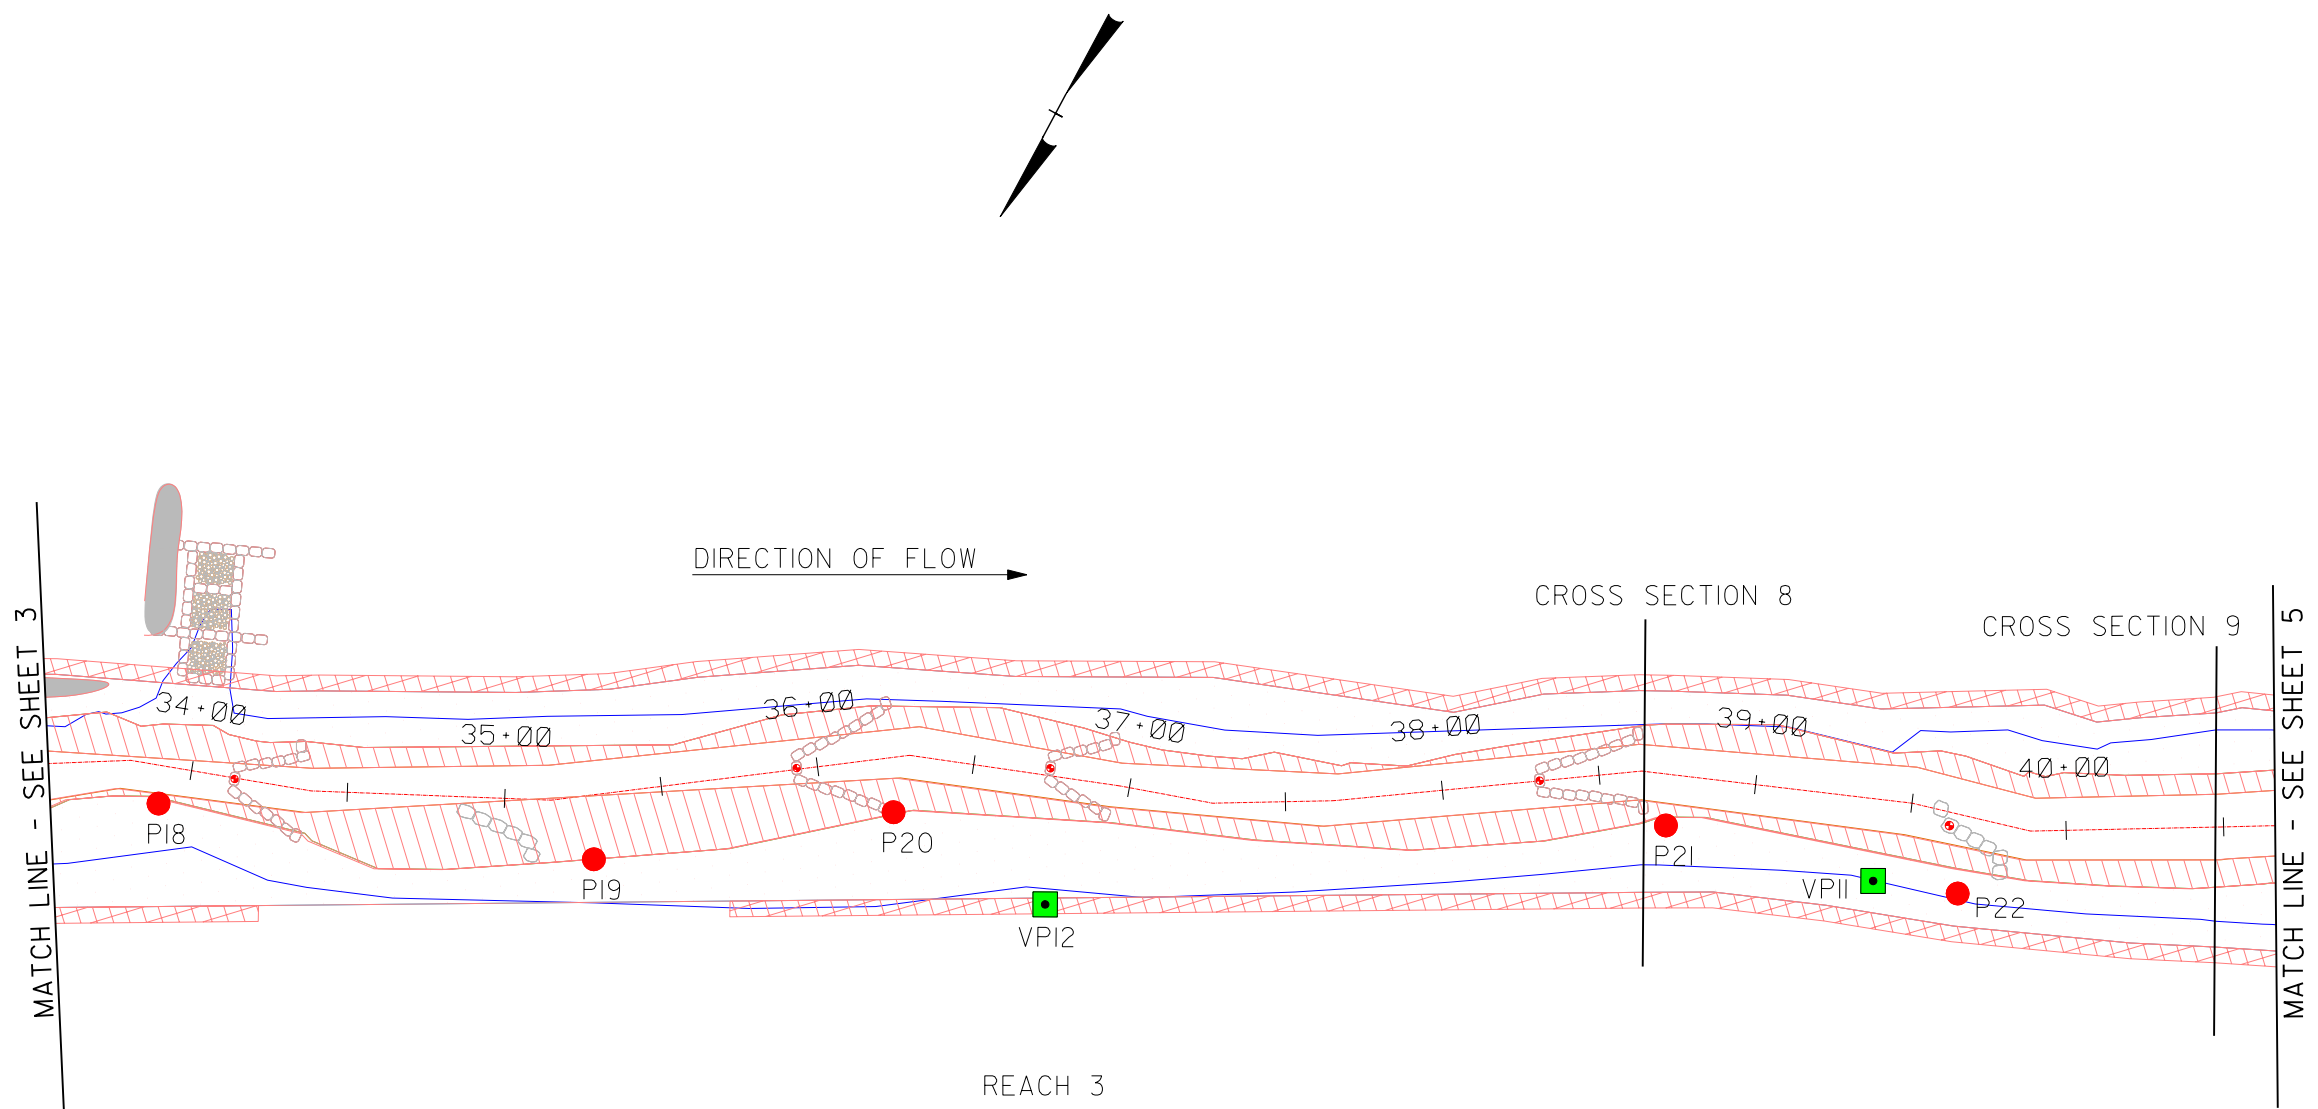 DIRECTION OF FLOW
CROSS SECTION 8
CROSS SECTION 9
MATCH LINE - SEE SHEET 3
MATCH LINE - SEE SHEET 5
34+00
35+00
36+00
37+00
38+00
39+00
40+00
P18
P19
P20
P21
VP11
P22
VP12
REACH 3